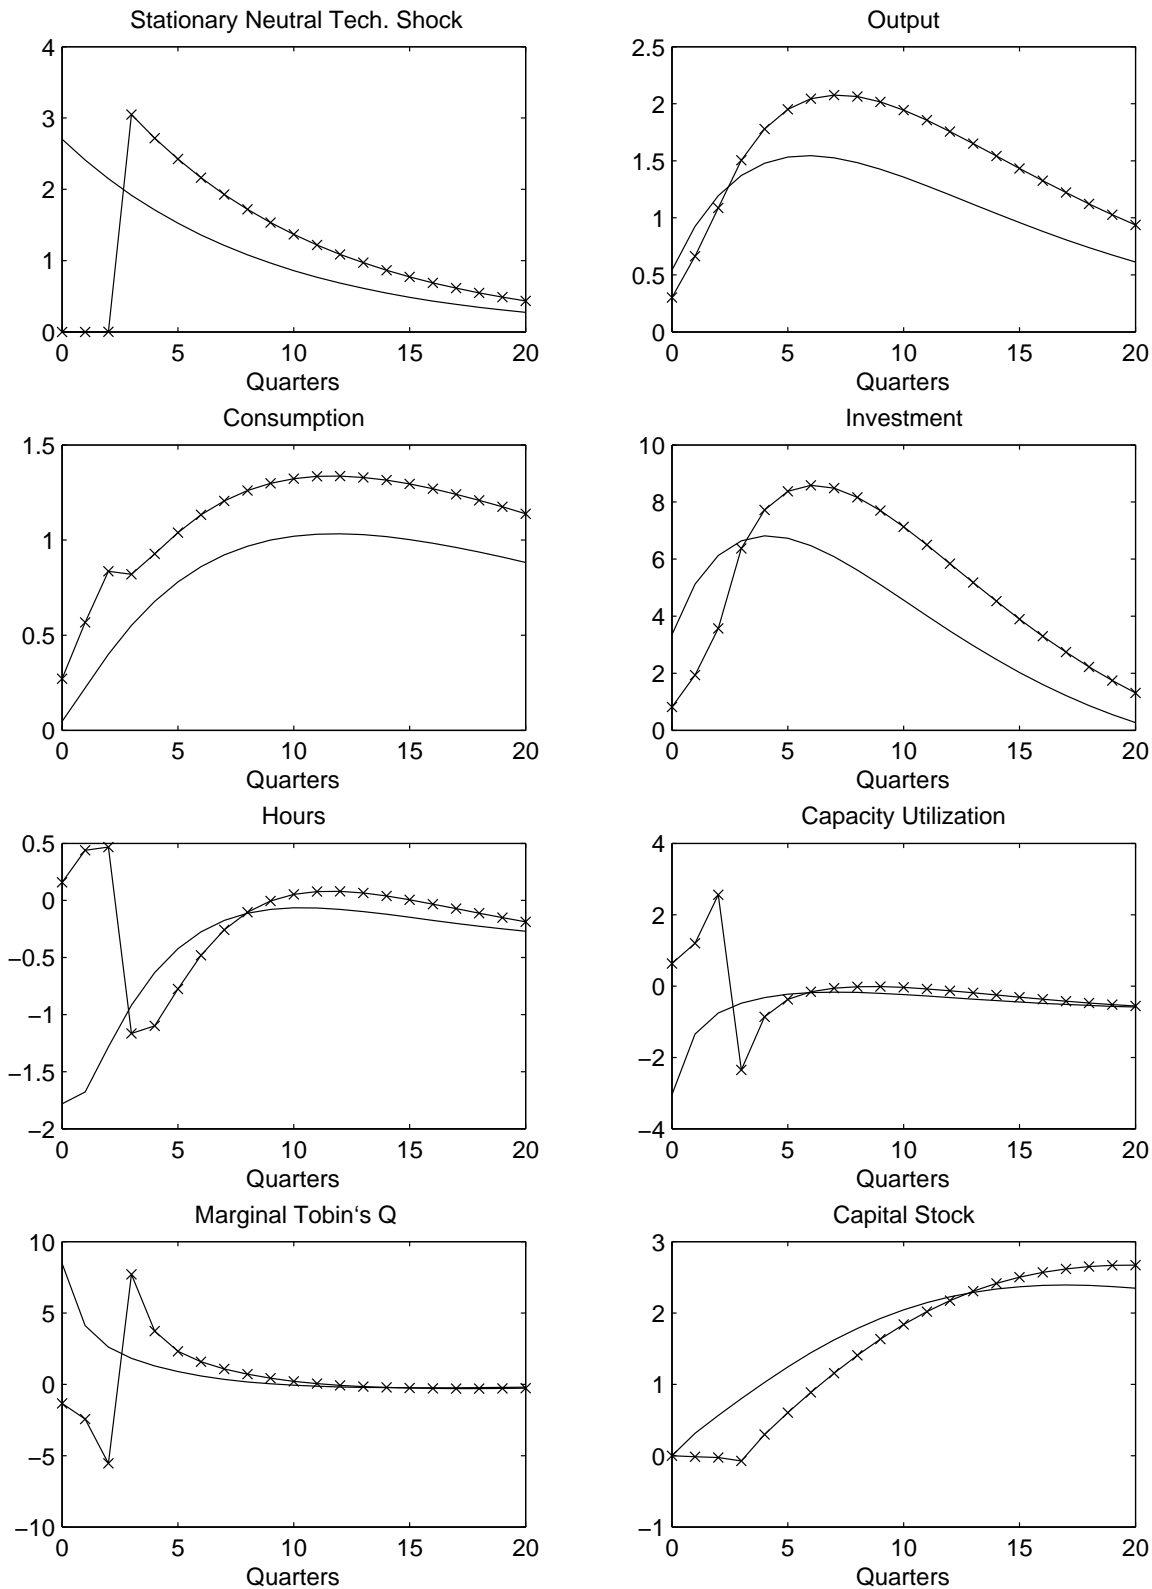 Stationary Neutral Tech. Shock
4
3
2
1
0
0 5 10 15 20
Quarters
Output
2.5
2
1.5
1
0.5
0
0 5 10 15 20
Quarters
Consumption
1.5
1
0.5
0
0 5 10 15 20
Quarters
Investment
10
8
6
4
2
0
0 5 10 15 20
Quarters
Hours
0.5
0
−0.5
−1
−1.5
−2
0 5 10 15 20
Quarters
Capacity Utilization
4
2
0
−2
−4
0 5 10 15 20
Quarters
Marginal Tobin‘s Q
10
5
0
−5
−10
0 5 10 15 20
Quarters
Capital Stock
3
2
1
0
−1
0 5 10 15 20
Quarters